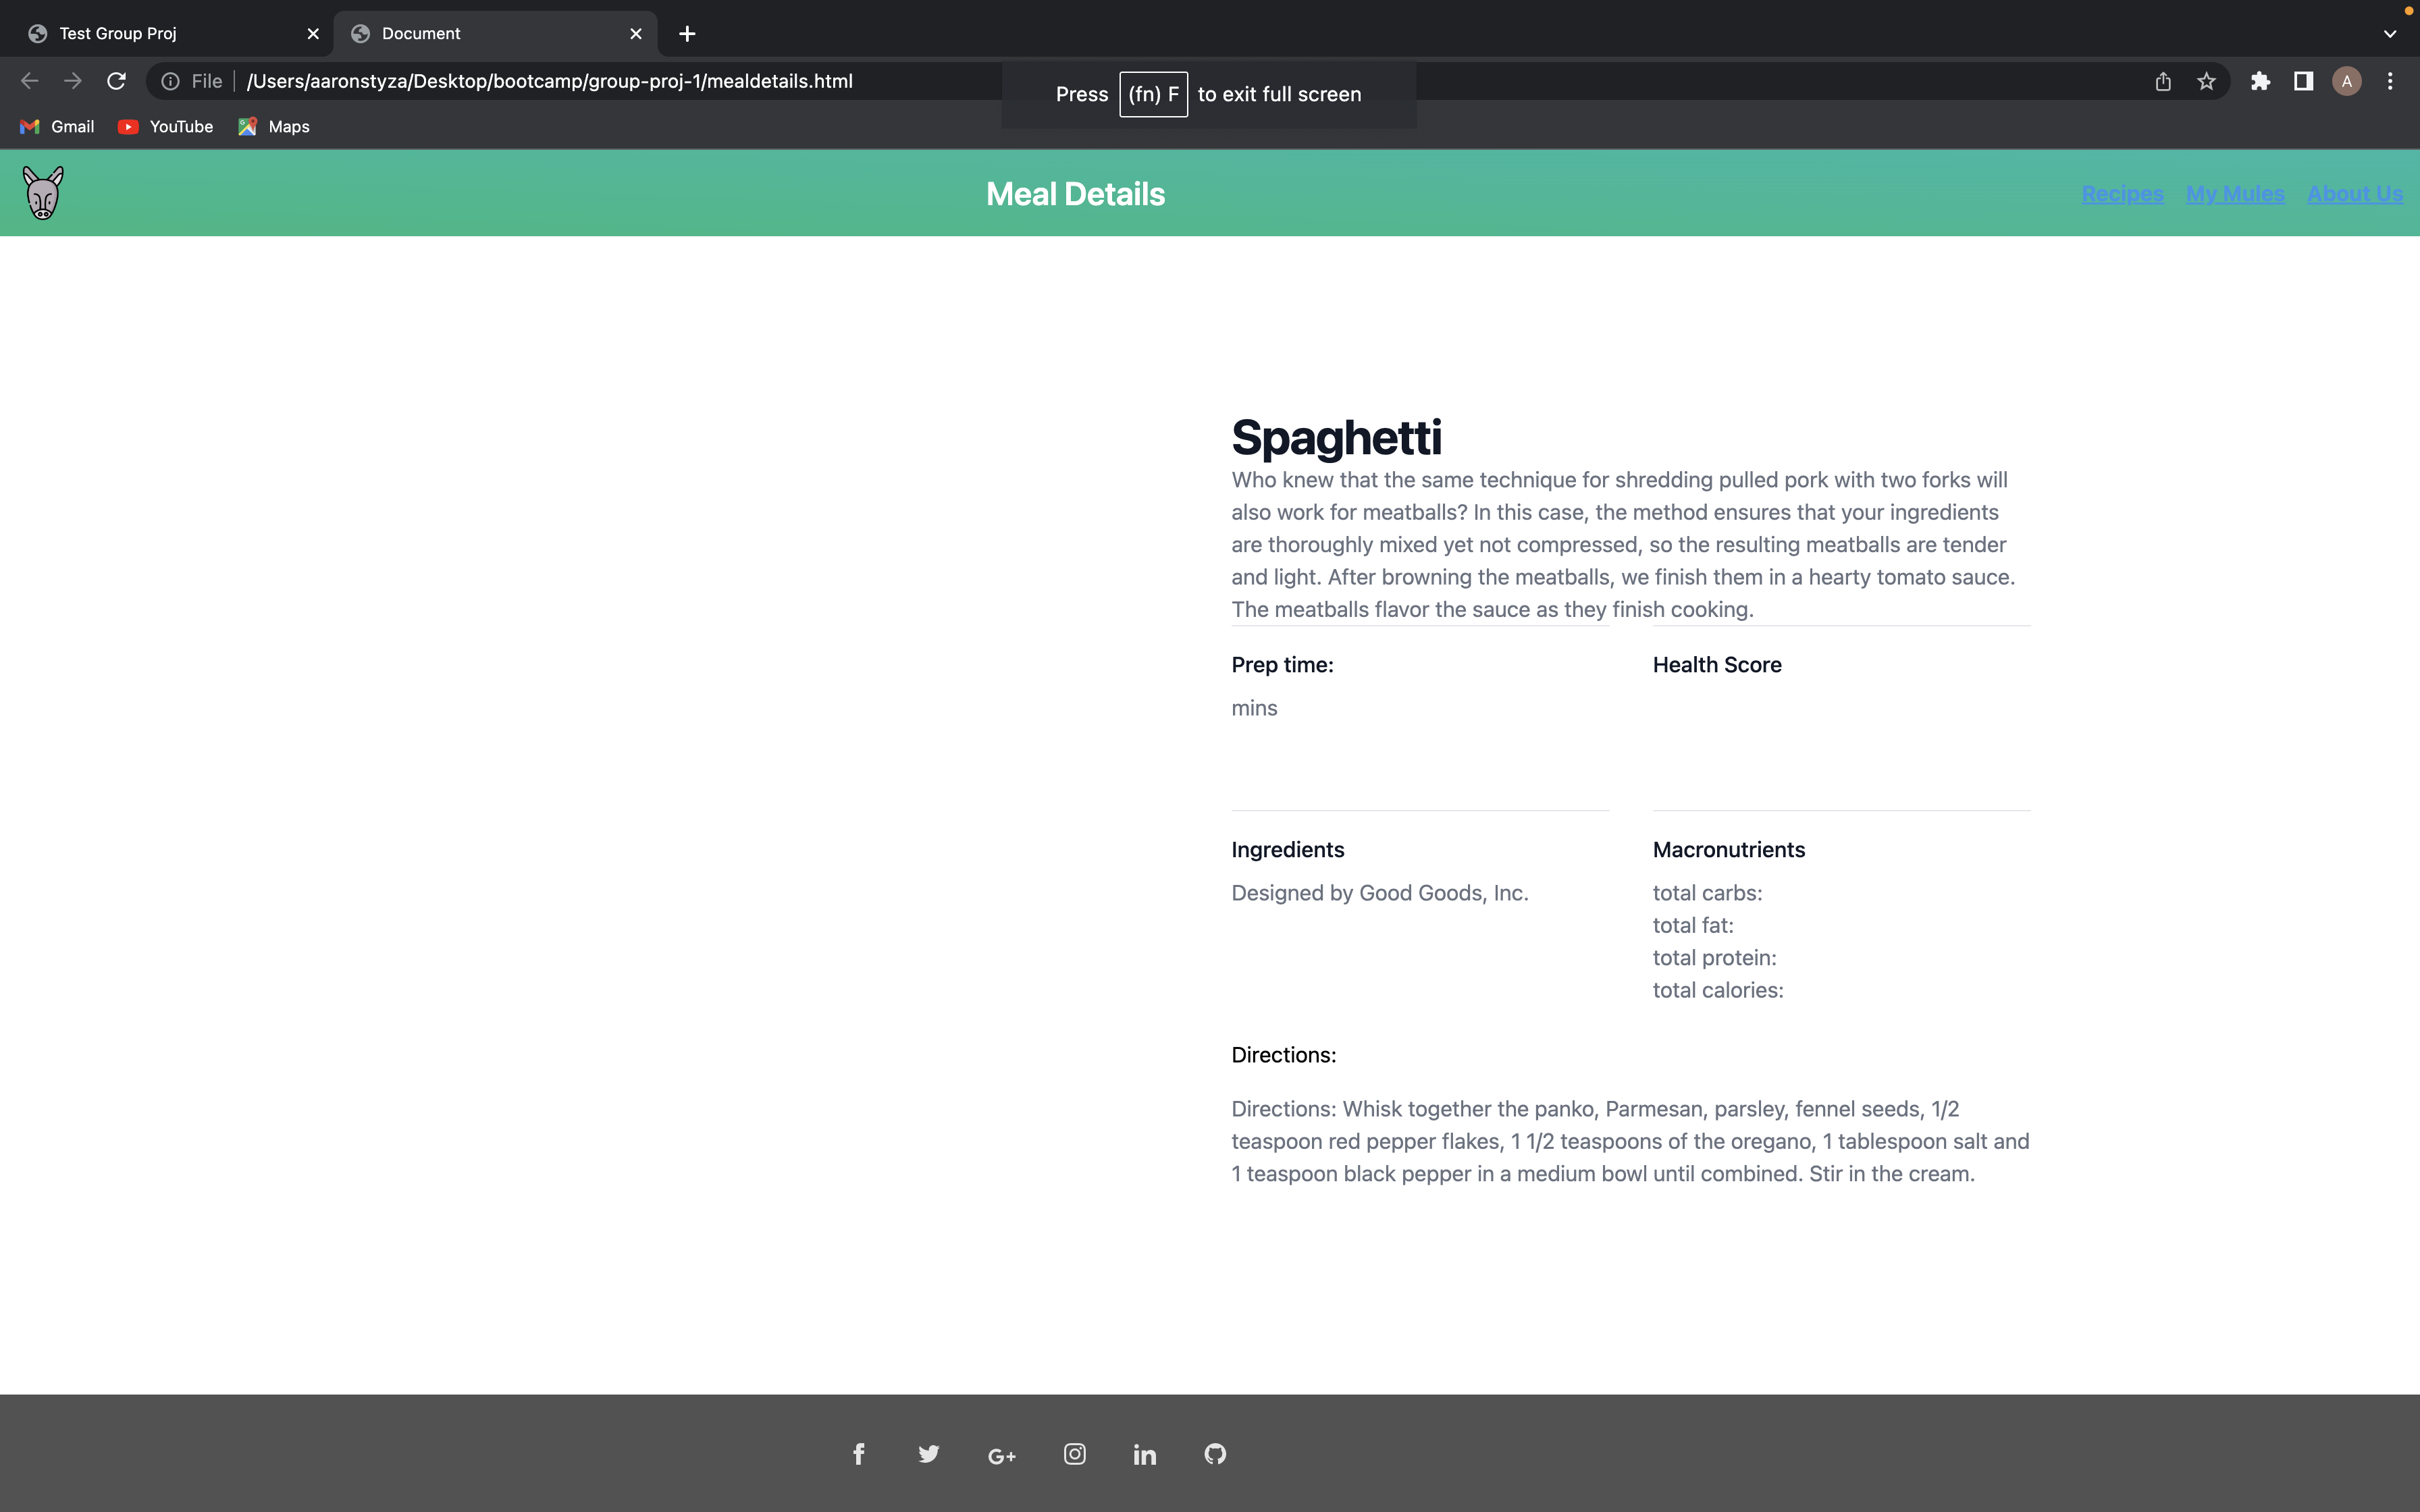 Test Group Proj
Document
File
/Users/aaronstyza/Desktop/bootcamp/group-proj-1/mealdetails.html
Press (fn) F to exit full screen
A
Gmail
YouTube
Maps
Meal Details
Recipes
My Mules
About Us
Spaghetti
Who knew that the same technique for shredding pulled pork with two forks will
also work for meatballs? In this case, the method ensures that your ingredients
are thoroughly mixed yet not compressed, so the resulting meatballs are tender
and light. After browning the meatballs, we finish them in a hearty tomato sauce.
The meatballs flavor the sauce as they finish cooking.
Prep time:
mins
Health Score
Ingredients
Designed by Good Goods, Inc.
Macronutrients
total carbs:
total fat:
total protein:
total calories:
Directions:
Directions: Whisk together the panko, Parmesan, parsley, fennel seeds, 1/2
teaspoon red pepper flakes, 1 1/2 teaspoons of the oregano, 1 tablespoon salt and
1 teaspoon black pepper in a medium bowl until combined. Stir in the cream.